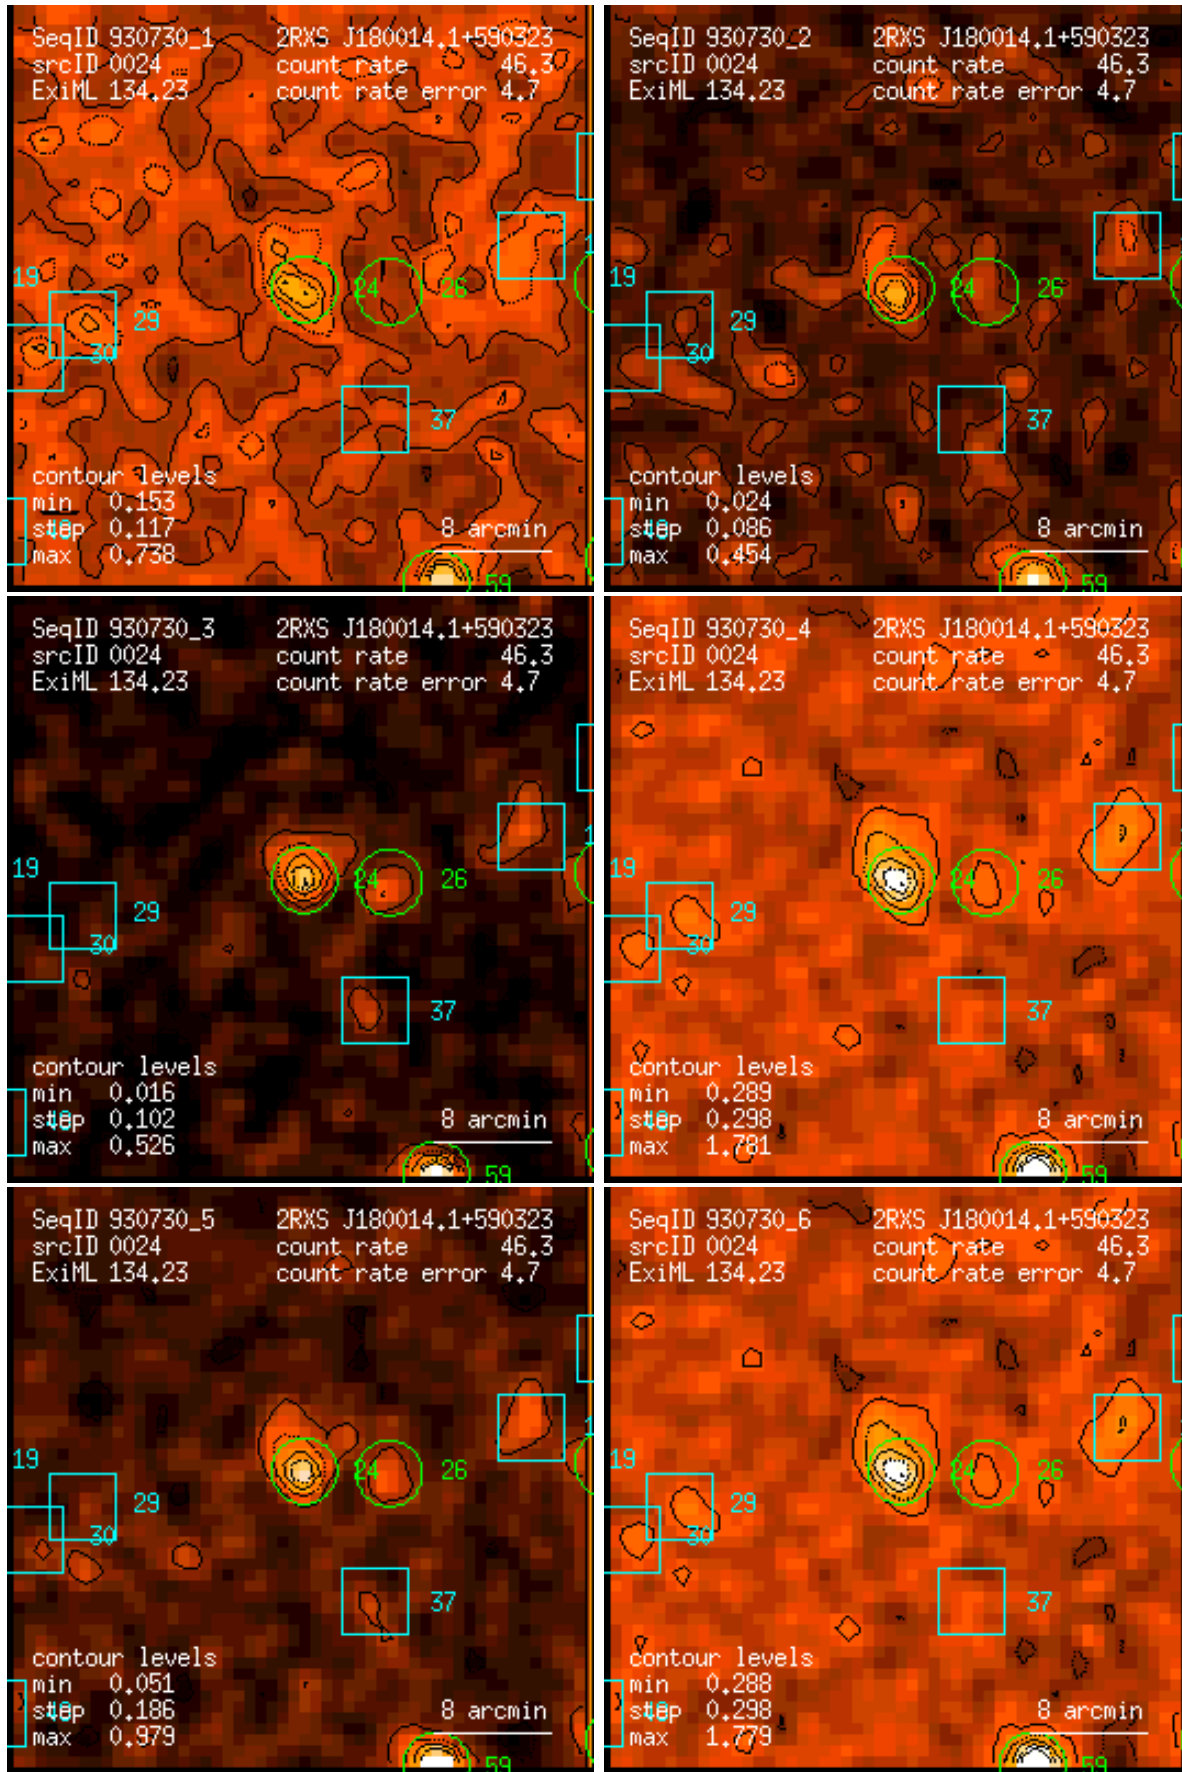 SeqID 930730_1 2RXS J180014.1+590323
srcID 0024 count rate 46.3
ExiML 134.23 count rate error 4.7
19
24 26
29
30
37
contour levels
min 0.153
step 0.117 8 arcmin
max 0.738
59
SeqID 930730_2 2RXS J180014.1+590323
srcID 0024 count rate 46.3
ExiML 134.23 count rate error 4.7
19
24 26
29
30
37
contour levels
min 0.024
step 0.086 8 arcmin
max 0.454
59
SeqID 930730_3 2RXS J180014.1+590323
srcID 0024 count rate 46.3
ExiML 134.23 count rate error 4.7
19
24 26
29
30
37
contour levels
min 0.016
step 0.102 8 arcmin
max 0.526
59
SeqID 930730_4 2RXS J180014.1+590323
srcID 0024 count rate 46.3
ExiML 134.23 count rate error 4.7
19
24 26
29
30
37
contour levels
min 0.289
step 0.298 8 arcmin
max 1.781
59
SeqID 930730_5 2RXS J180014.1+590323
srcID 0024 count rate 46.3
ExiML 134.23 count rate error 4.7
19
24 26
29
30
37
contour levels
min 0.051
step 0.186 8 arcmin
max 0.979
59
SeqID 930730_6 2RXS J180014.1+590323
srcID 0024 count rate 46.3
ExiML 134.23 count rate error 4.7
19
24 26
29
30
37
contour levels
min 0.288
step 0.298 8 arcmin
max 1.779
59